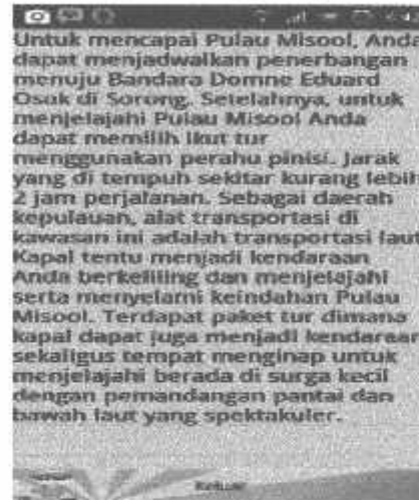 Untuk mencapai Pulau Misool, Anda
dapat menjadwalkan penerbangan
menuju Bandara Domne Eduard
Osok di Sorong. Setelahnya, untuk
menjelajahi Pulau Misool Anda
dapat memilih ikut tur
menggunakan perahu pinisi. Jarak
yang di tempuh sekitar kurang lebih
2 jam perjalanan. Sebagai daerah
kepulauan, alat transportasi di
kawasan ini adalah transportasi laut.
Kapal tentu menjadi kendaraan
Anda berkeliling dan menjelajahi
serta menyelami keindahan Pulau
Misool. Terdapat paket tur dimana
kapal dapat juga menjadi kendaraan
sekaligus tempat menginap untuk
menjelajahi berada di surga kecil
dengan pemandangan pantai dan
bawah laut yang spektakuler.
Keluar